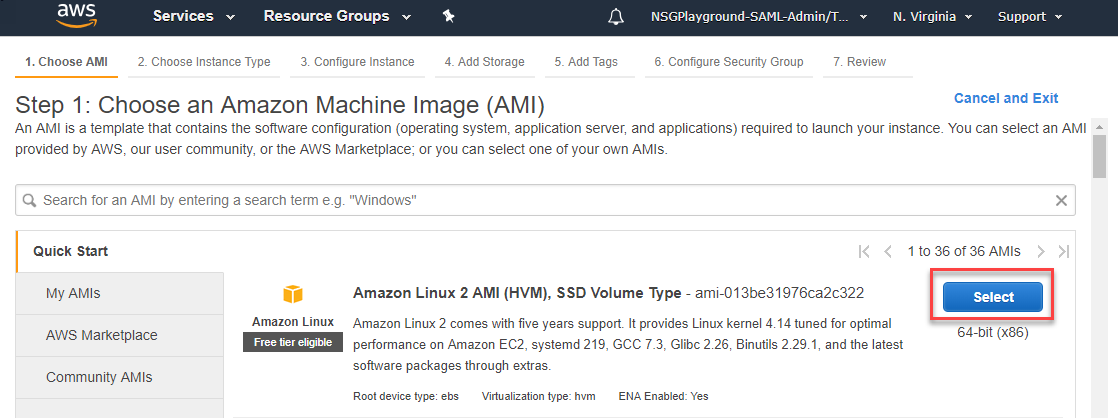 aws Services Resource Groups NSGPlayground-SAML-Admin/T... N. Virginia Support
1. Choose AMI 2. Choose Instance Type 3. Configure Instance 4. Add Storage 5. Add Tags 6. Configure Security Group 7. Review
Step 1: Choose an Amazon Machine Image (AMI)
Cancel and Exit
An AMI is a template that contains the software configuration (operating system, application server, and applications) required to launch your instance. You can select an AMI
provided by AWS, our user community, or the AWS Marketplace; or you can select one of your own AMIs.
Search for an AMI by entering a search term e.g. "Windows"
Quick Start
1 to 36 of 36 AMIs
My AMIs
AWS Marketplace
Community AMIs
Amazon Linux
Free tier eligible
Amazon Linux 2 AMI (HVM), SSD Volume Type - ami-013be31976ca2c322
Amazon Linux 2 comes with five years support. It provides Linux kernel 4.14 tuned for optimal
performance on Amazon EC2, systemd 219, GCC 7.3, Glibc 2.26, Binutils 2.29.1, and the latest
software packages through extras.
Root device type: ebs Virtualization type: hvm ENA Enabled: Yes
Select
64-bit (x86)